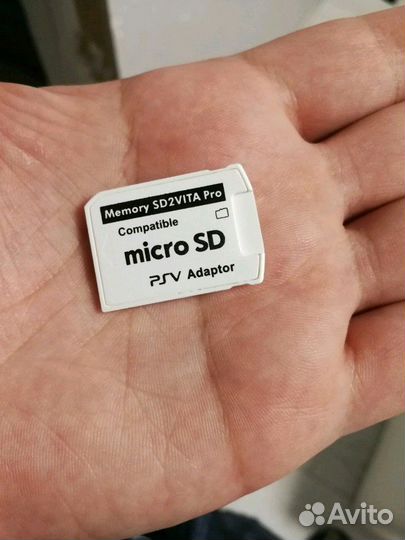 Memory SD2VITA Pro
Compatible
micro SD
PSV Adaptor
Avito